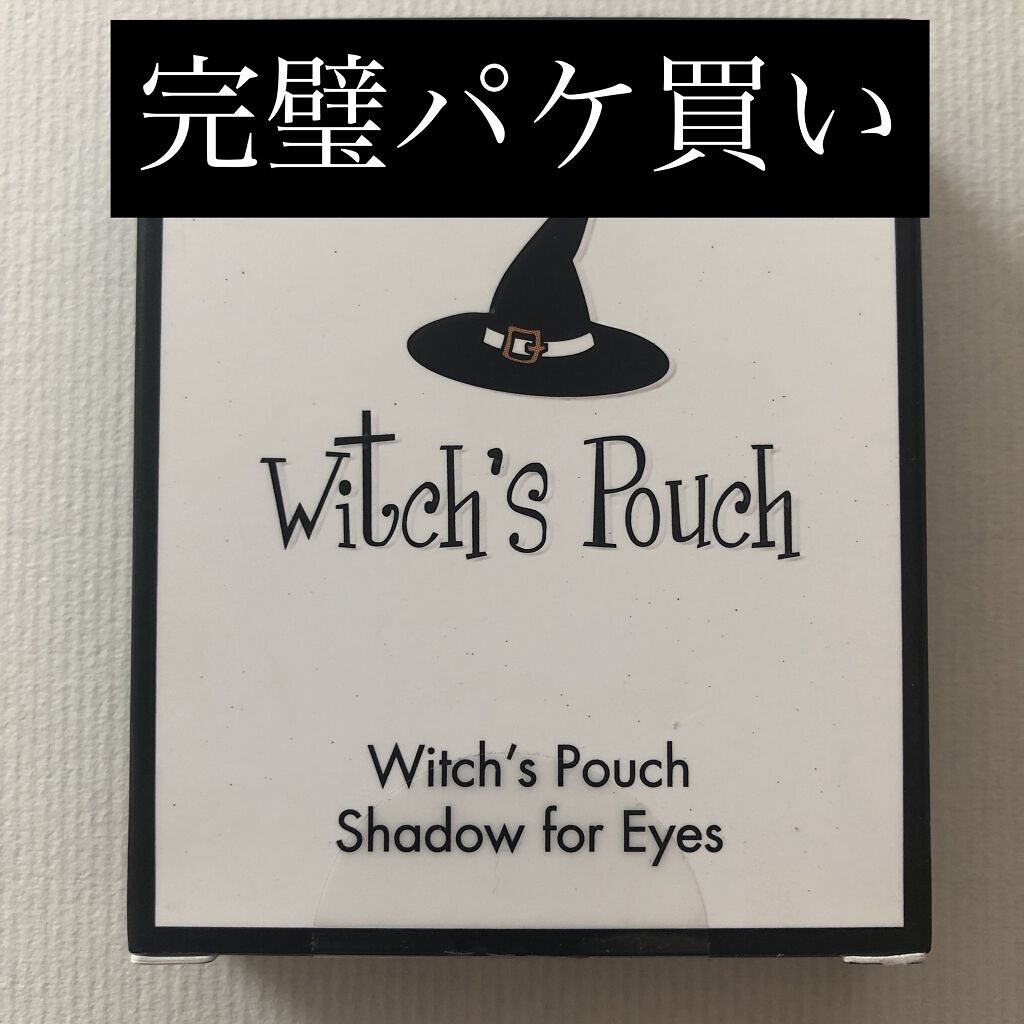 完璧パケ買い
Witch's Pouch
Witch's Pouch
Shadow for Eyes